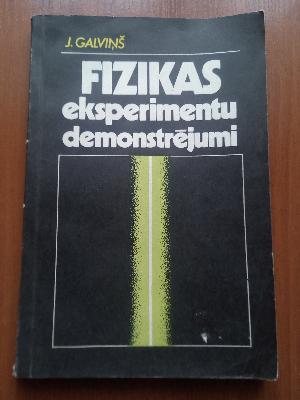 J. GALVIŅŠ
FIZIKAS
eksperimentu
demonstrējumi